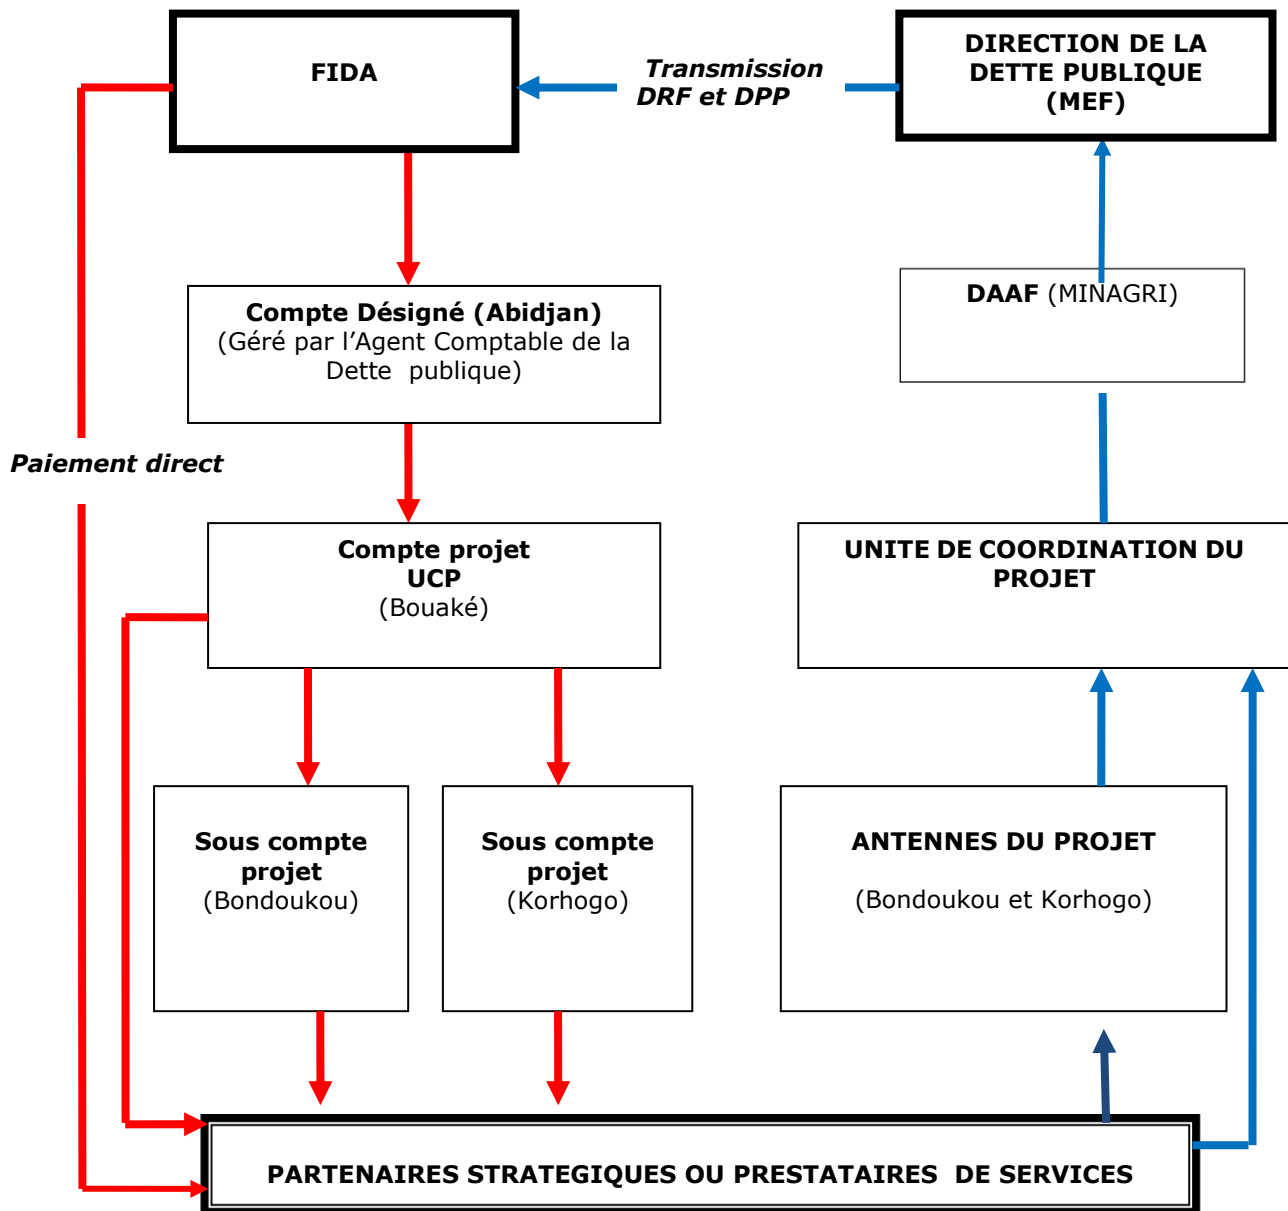 FIDA
Transmission
DRF et DPP
DIRECTION DE LA
DETTE PUBLIQUE
(MEF)
Compte Désigné (Abidjan)
(Géré par l’Agent Comptable de la
Dette publique)
DAAF (MINAGRI)
Paiement direct
Compte projet
UCP
(Bouaké)
UNITE DE COORDINATION DU
PROJET
Sous compte
projet
(Bondoukou)
Sous compte
projet
(Korhogo)
ANTENNES DU PROJET
(Bondoukou et Korhogo)
PARTENAIRES STRATEGIQUES OU PRESTATAIRES DE SERVICES